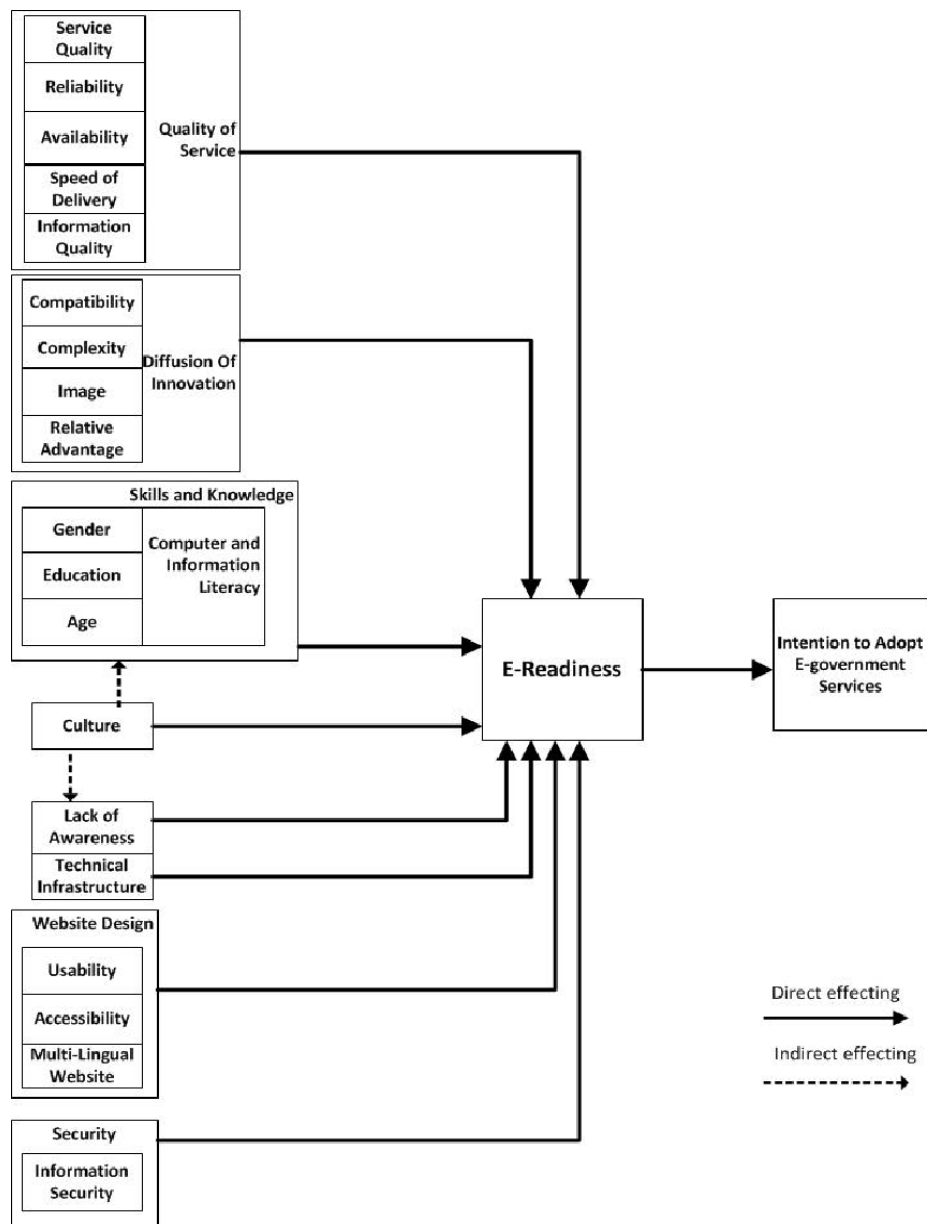 Service
Quality
Reliability
Availability
Speed of
Delivery
Information
Quality
Quality of
Service
Compatibility
Complexity
Image
Relative
Advantage
Diffusion Of
Innovation
Skills and Knowledge
Gender
Education
Age
Computer and
Information
Literacy
Culture
Lack of
Awareness
Technical
Infrastructure
Website Design
Usability
Accessibility
Multi-Lingual
Website
Security
Information
Security
E-Readiness
Intention to Adopt
E-government
Services
Direct effecting
Indirect effecting